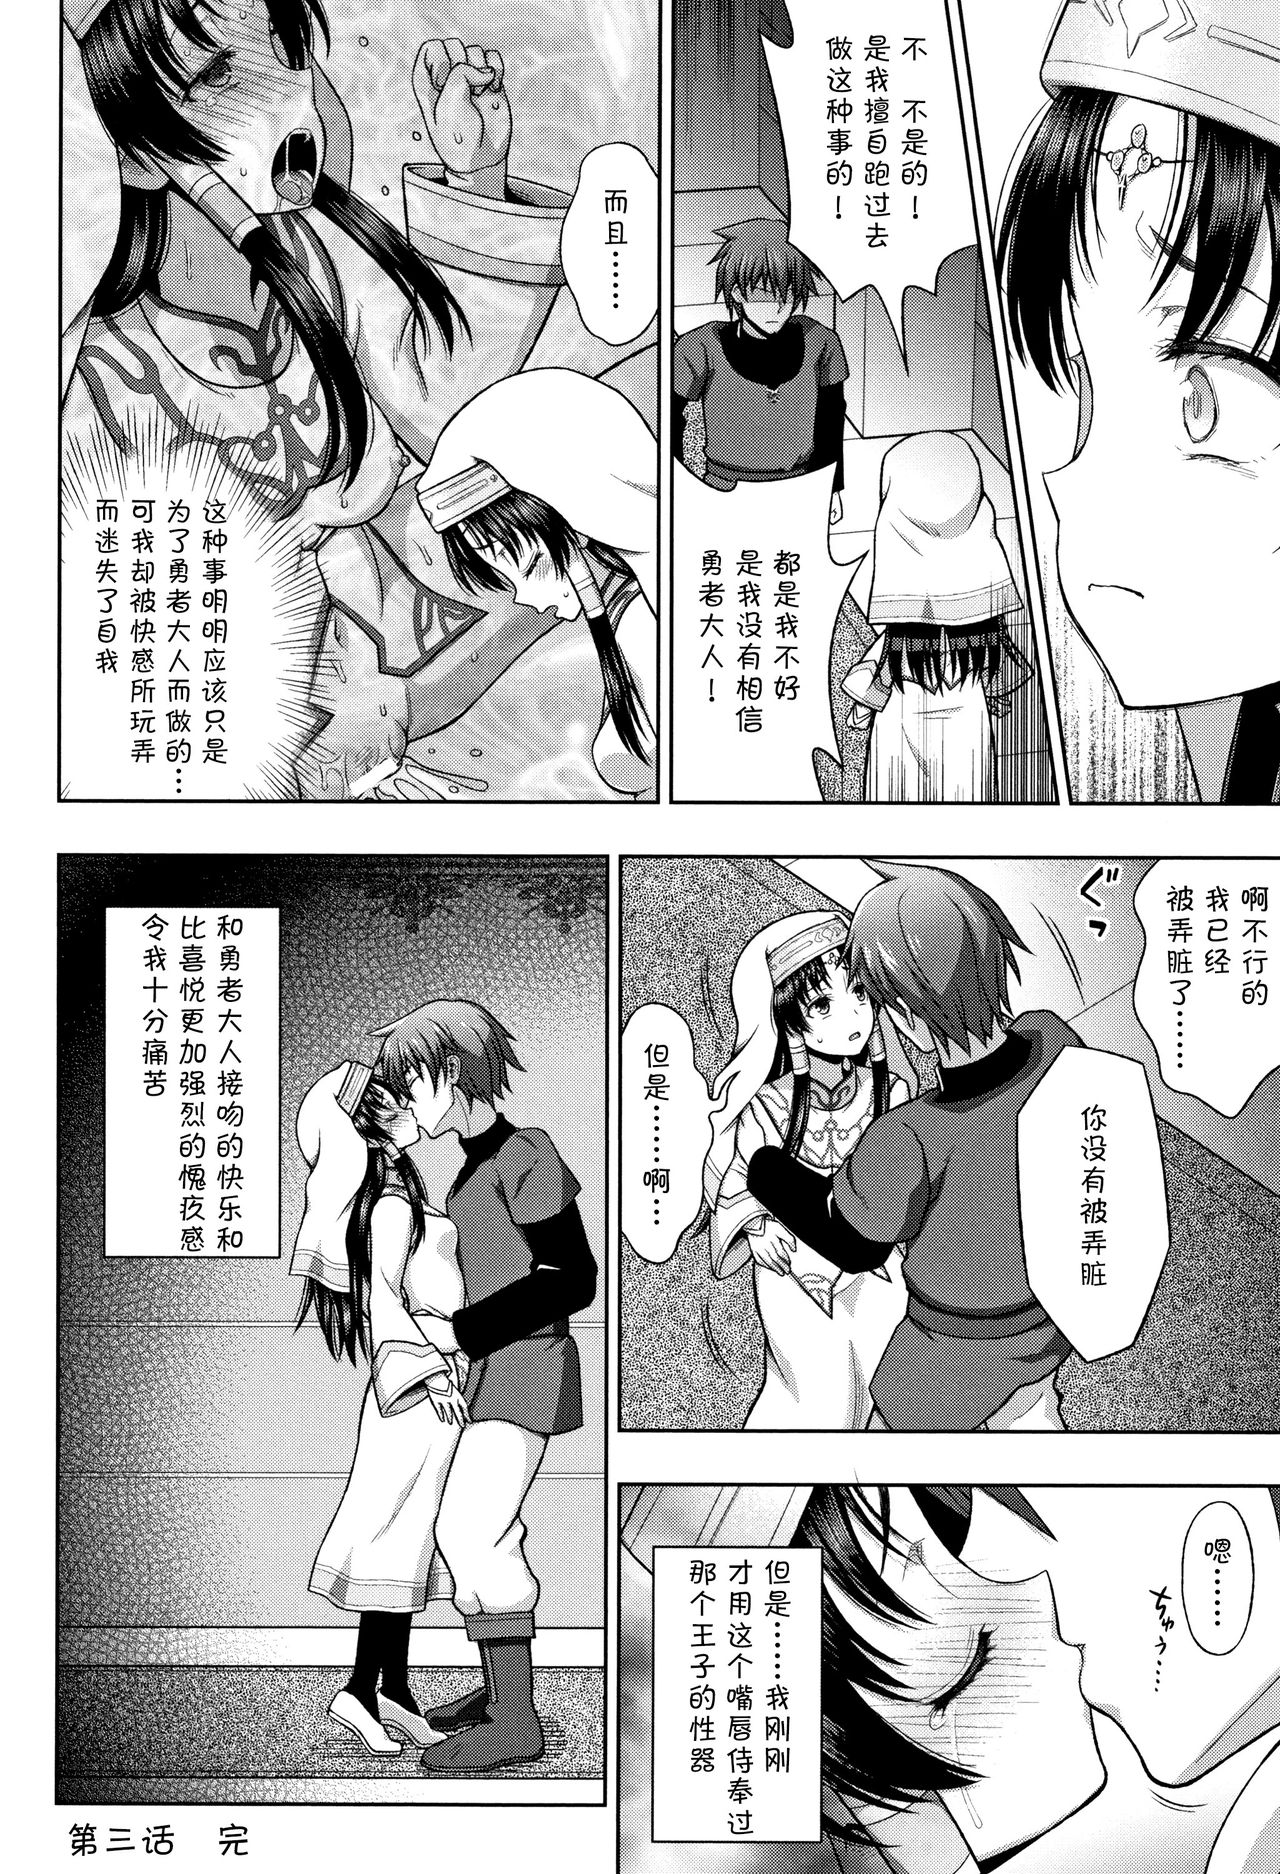 不 不是的！
是我擅自跑过去
做这种事的！
都是我不好
是我没有相信
勇者大人！
而且……
这种事明明应该只是
为了勇者大人而做的…
可我却被快感所玩弄
而迷失了自我
啊不行的
我已经
被弄脏了……
ぐっ
你没有被弄脏
但是……啊…
嗯……
ちゅぅ…
但是……我刚刚
才用这个嘴唇侍奉过
那个王子的性器
和勇者大人接吻的快乐和
比喜悦更加强烈的愧疚感
令我十分痛苦
第三话 完